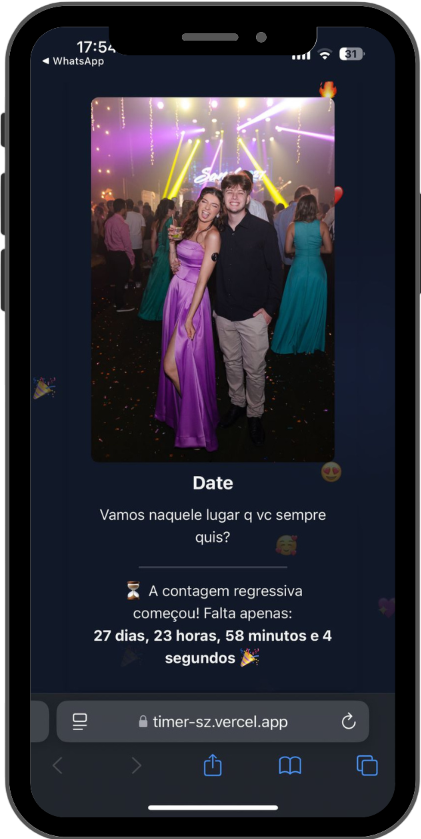 17:54
31
◀ WhatsApp
Date
Vamos naquele lugar q vc sempre
quis?
⏳ A contagem regressiva
começou! Falta apenas:
27 dias, 23 horas, 58 minutos e 4
segundos 🎉
timer-sz.vercel.app